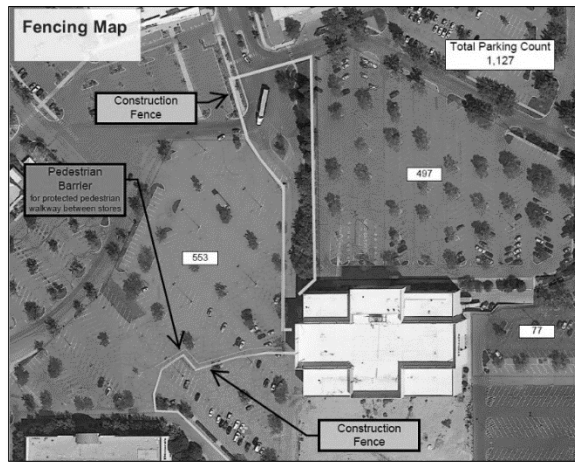 Fencing Map
Total Parking Count
1,127
Construction
Fence
Pedestrian
Barrier
for protected pedestrian
walkway between stores
497
553
77
Construction
Fence